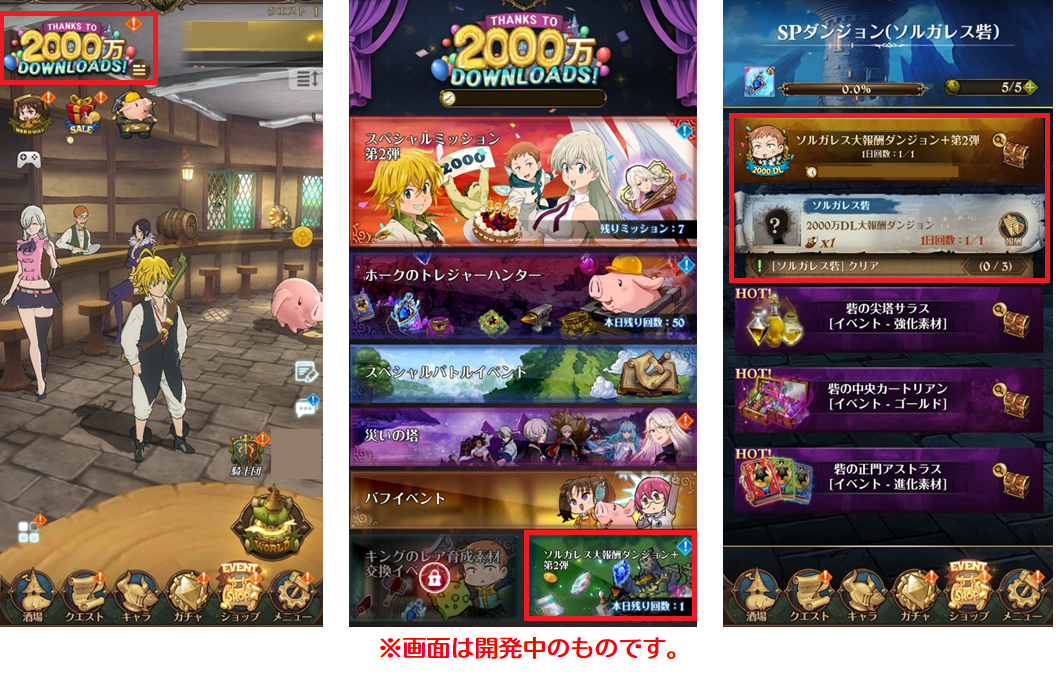 クエスト 1
THANKS TO
2000万
DOWNLOADS!
HEROWAY
SALE
騎士団
WORLD
EVENT
SHOP
酒場
クエスト
キャラ
ガチャ
ショップ
メニュー
THANKS TO
2000万
DOWNLOADS!
スペシャルミッション
第2弾
2000
2000
残りミッション：7
ホークのトレジャーハンター
本日残り回数：50
スペシャルバトルイベント
災いの塔
バフイベント
キングのレア育成素材
交換イベ
ソルガレス大報酬ダンジョン＋
第2弾
本日残り回数：1
SPダンジョン(ソルガレス砦)
0.0%
5/5
ソルガレス大報酬ダンジョン＋第2弾
1日回数：1/1
2000 DL
ソルガレス砦
?
2000万DL大報酬ダンジョン
x1
1日回数：1/1
報酬
[ソルガレス砦] クリア
(0 / 3)
HOT!
砦の尖塔サラス
[イベント - 強化素材]
HOT!
砦の中央カートリアン
[イベント - ゴールド]
HOT!
砦の正門アストラス
[イベント - 進化素材]
EVENT
SHOP
酒場
クエスト
キャラ
ガチャ
ショップ
メニュー
※画面は開発中のものです。